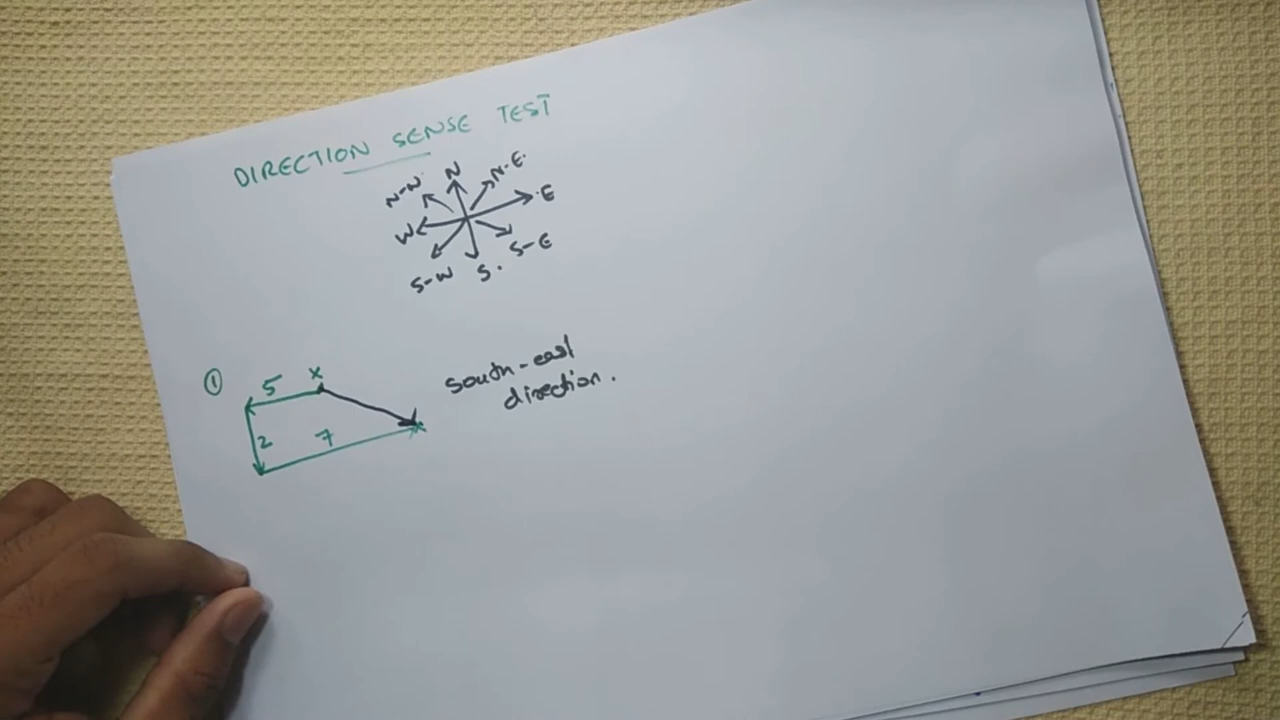 DIRECTION SENSE TEST
N-W N N-E.
W .E
S-W S. S-E
① 5 X
2 7
south-east
direction.